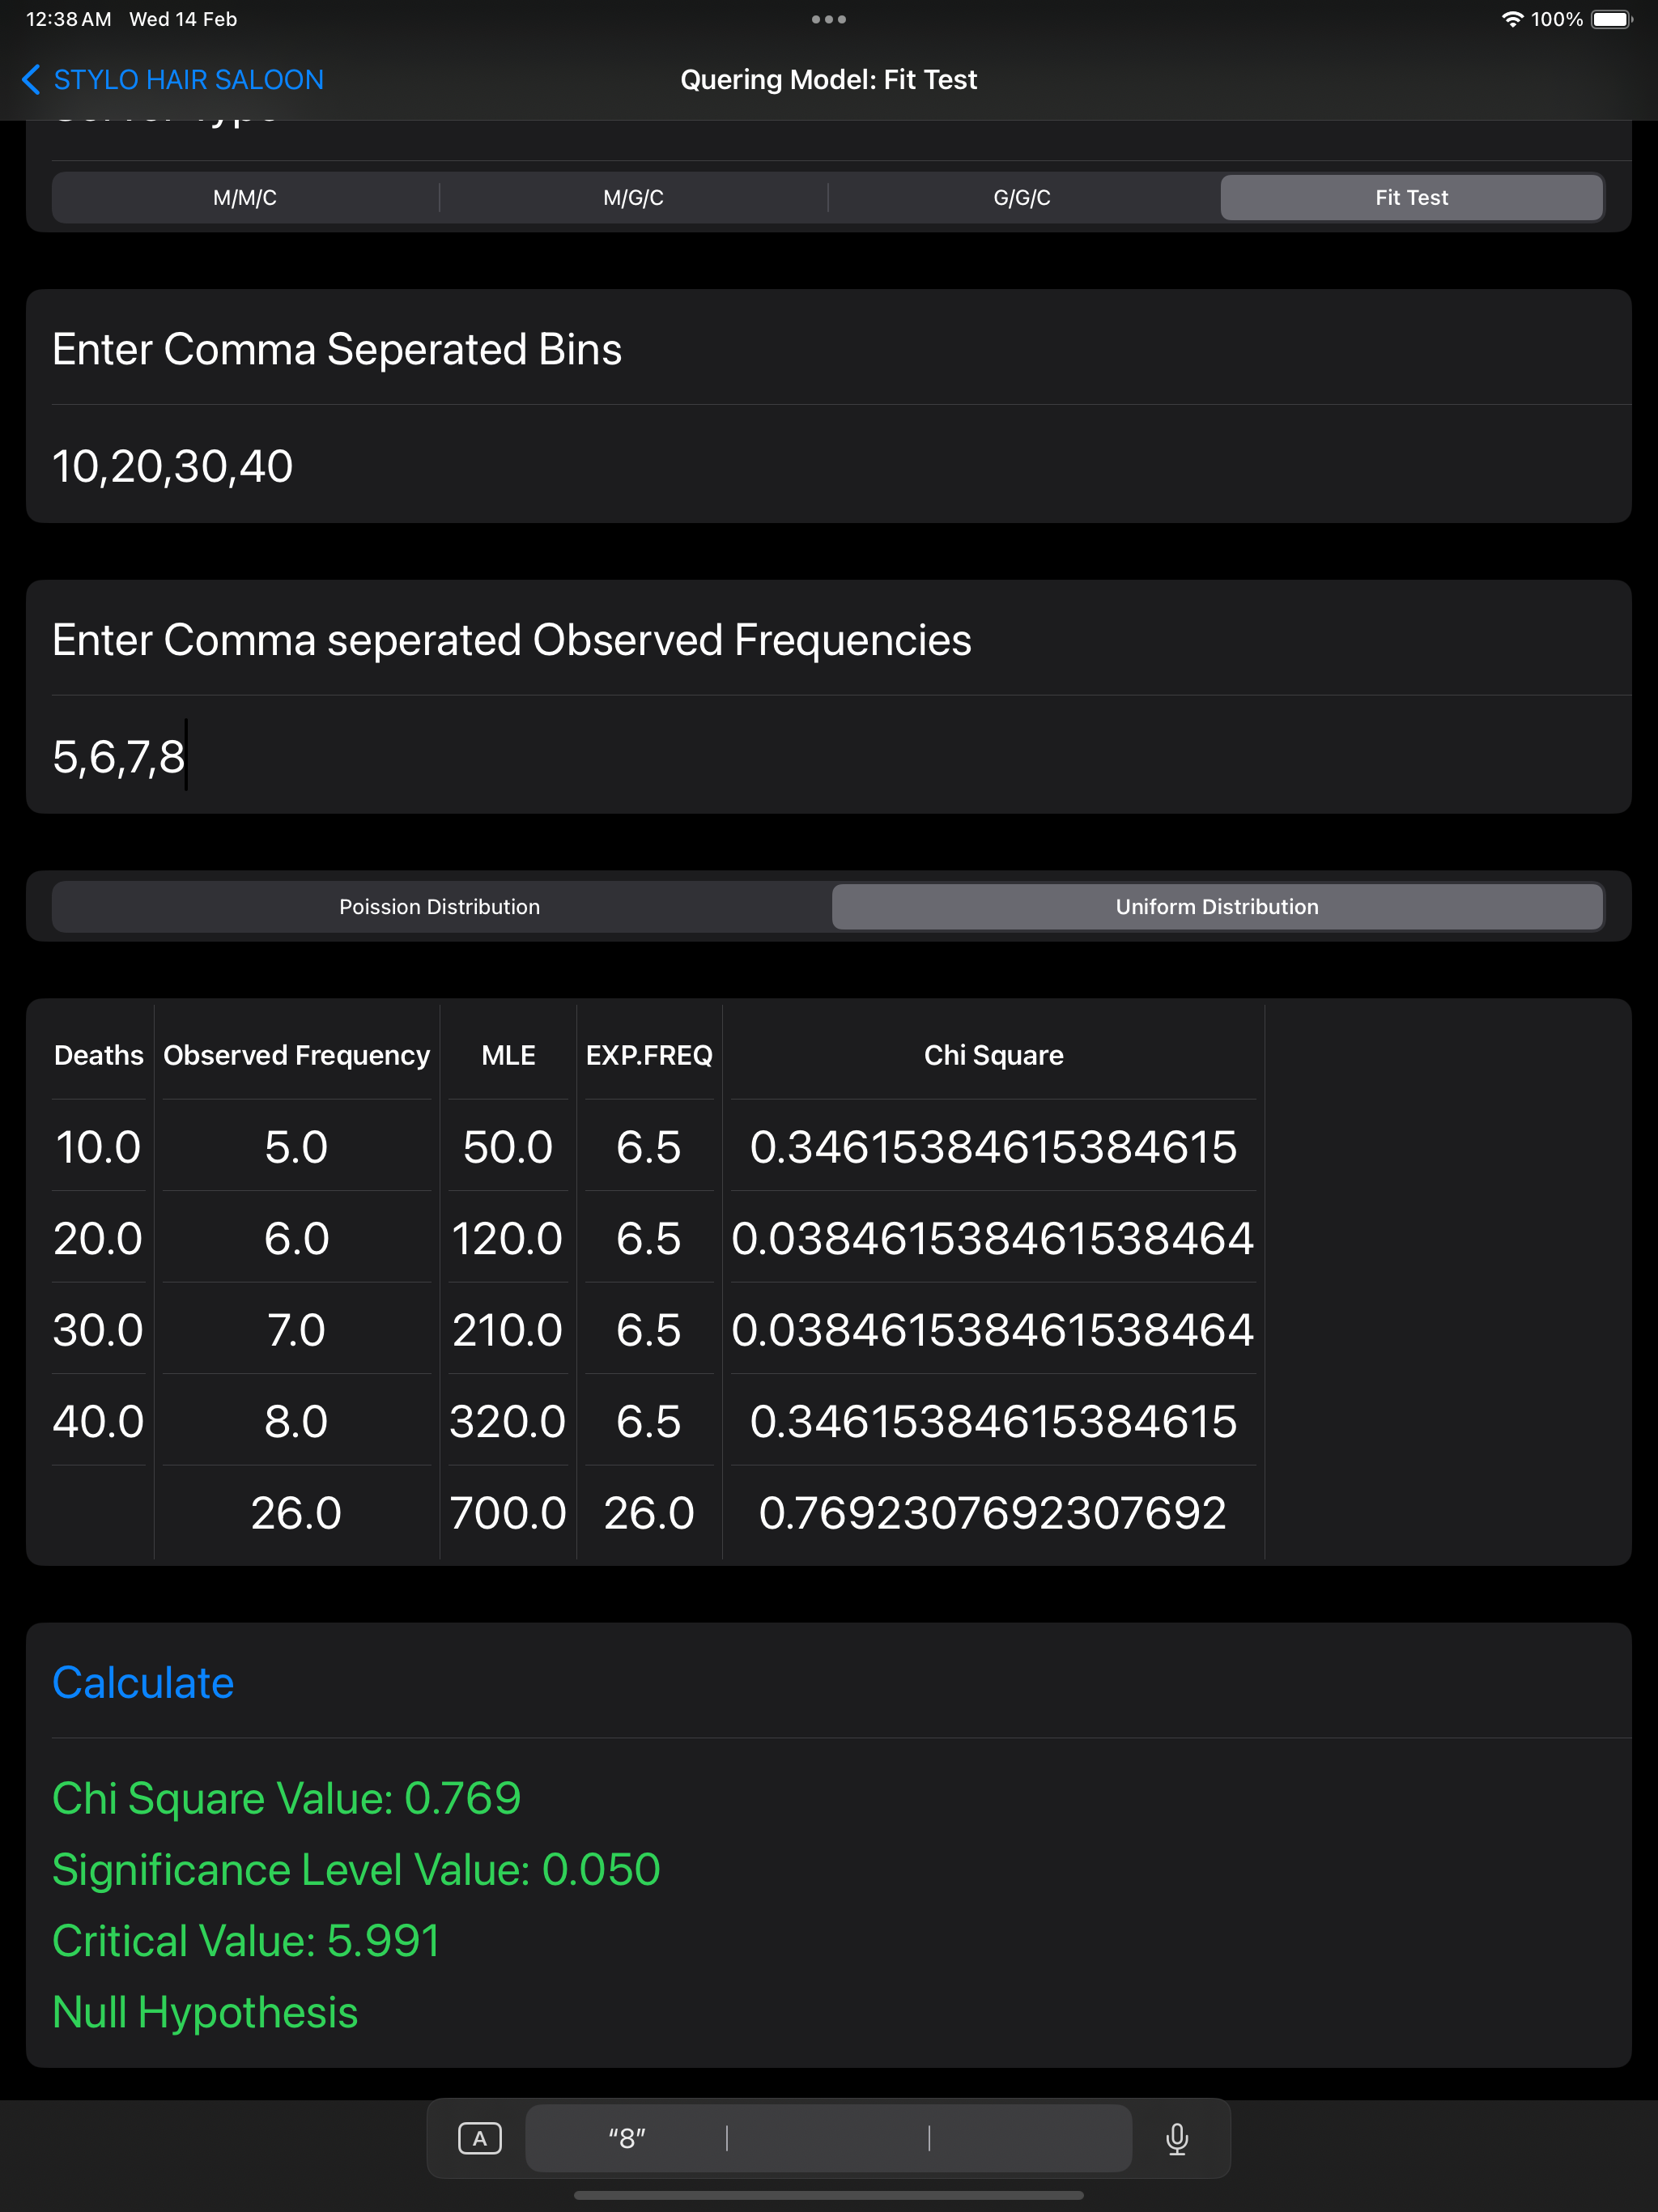 12:38 AM Wed 14 Feb
100%
STYLO HAIR SALOON
Quering Model: Fit Test
M/M/C M/G/C G/G/C Fit Test
Enter Comma Seperated Bins
10,20,30,40
Enter Comma seperated Observed Frequencies
5,6,7,8
Poission Distribution Uniform Distribution
Deaths Observed Frequency MLE EXP.FREQ Chi Square
10.0 5.0 50.0 6.5 0.34615384615384615
20.0 6.0 120.0 6.5 0.038461538461538464
30.0 7.0 210.0 6.5 0.038461538461538464
40.0 8.0 320.0 6.5 0.34615384615384615
26.0 700.0 26.0 0.7692307692307692
Calculate
Chi Square Value: 0.769
Significance Level Value: 0.050
Critical Value: 5.991
Null Hypothesis
A “8”